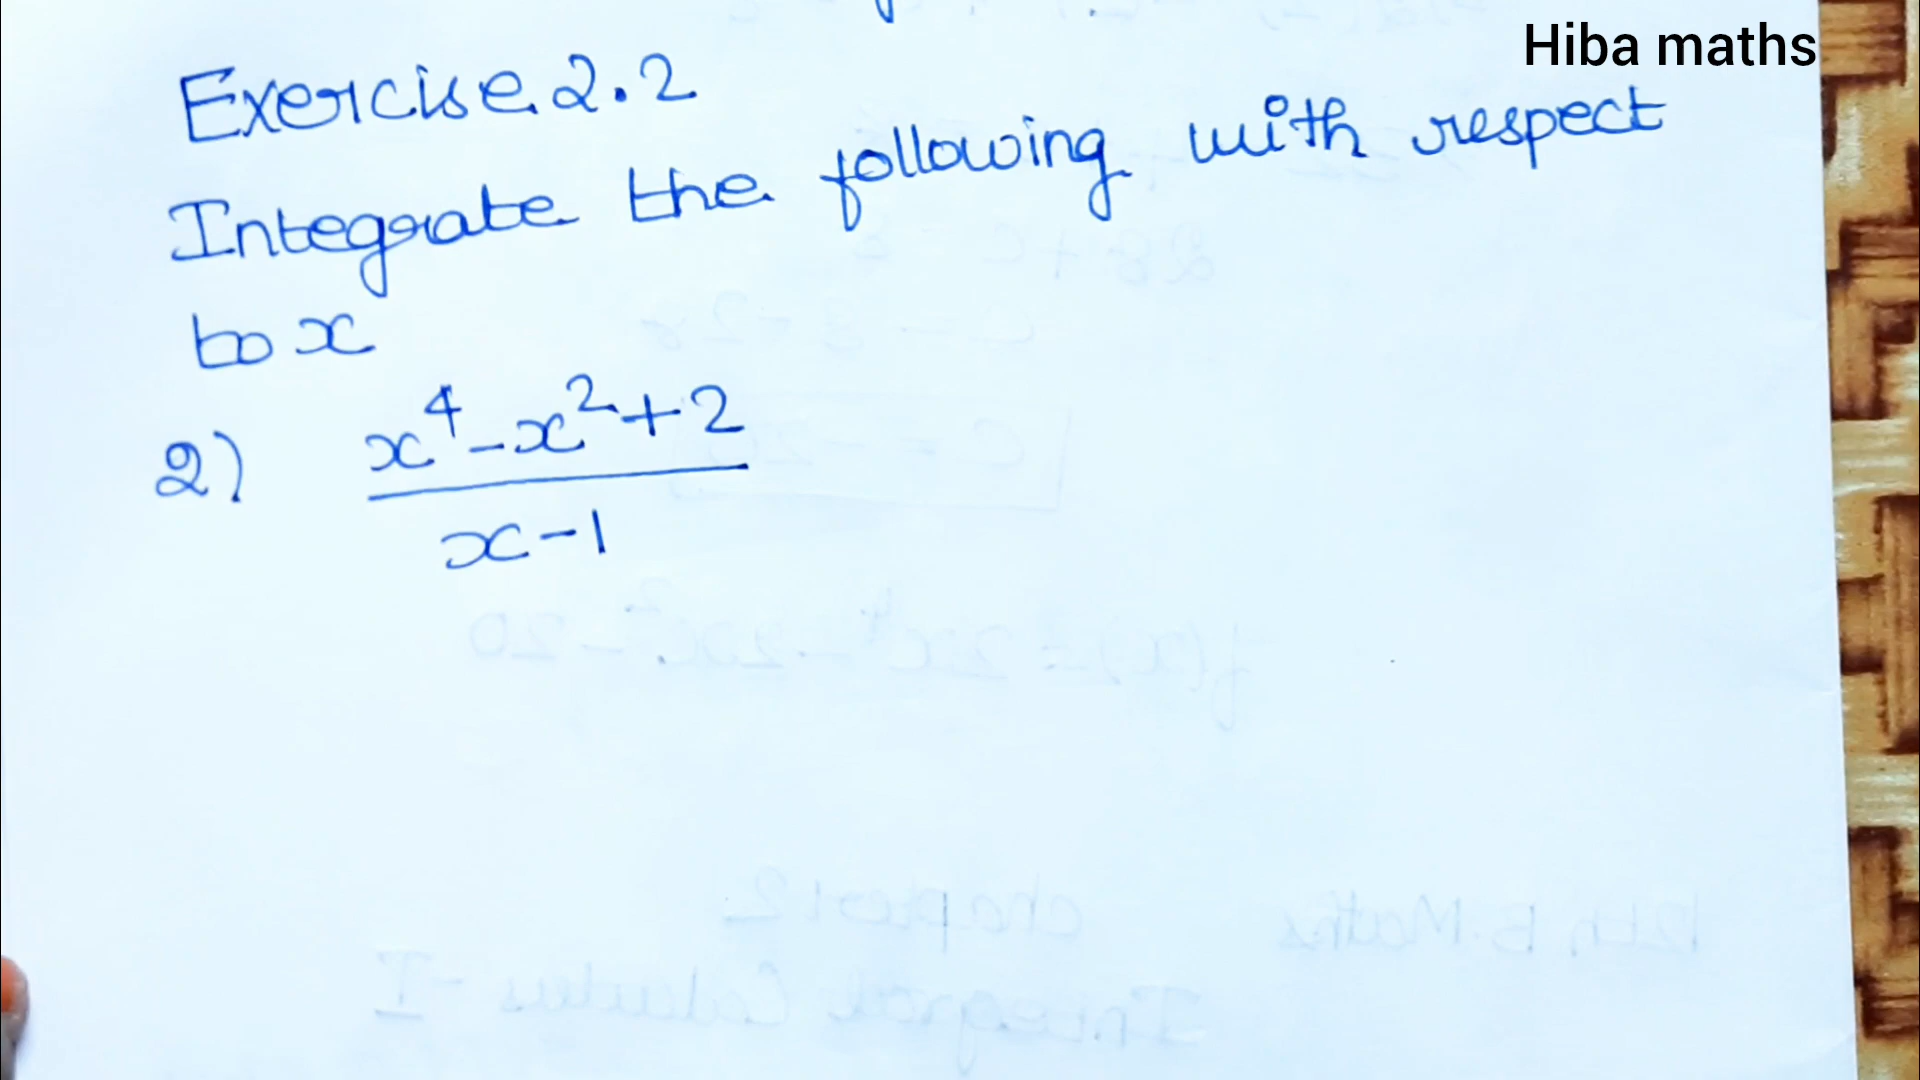 Hiba maths
Exercise 2.2
Integrate the following with respect
to x
2) x⁴-x²+2
x-1